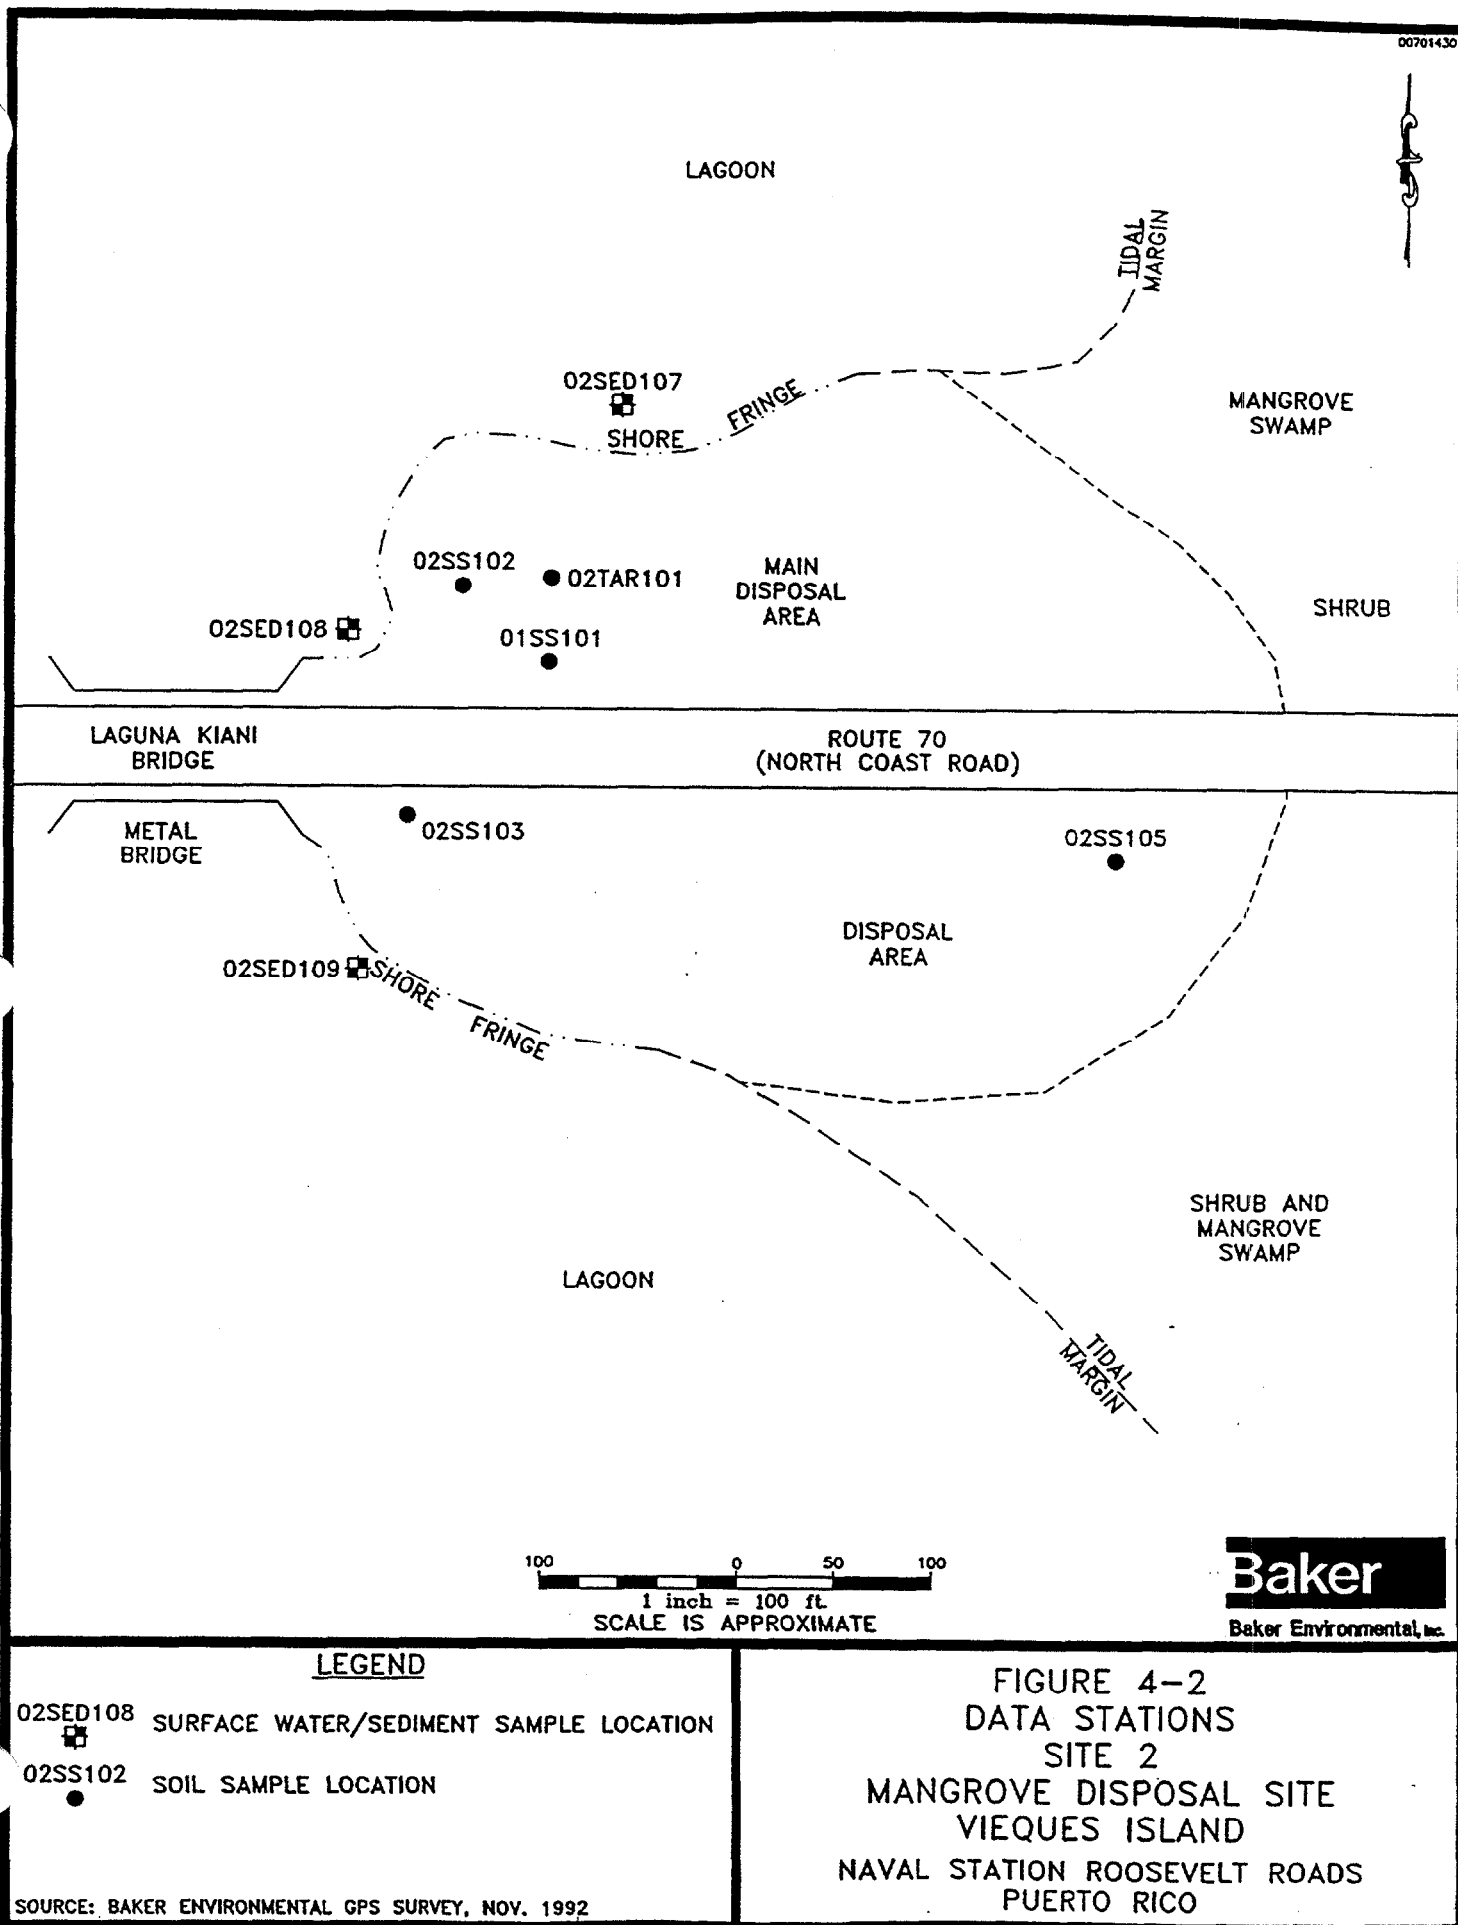 00701430
LAGOON
TIDAL
MARGIN
02SED107
SHORE
FRINGE
MANGROVE
SWAMP
02SS102
02TAR101
MAIN
DISPOSAL
AREA
SHRUB
02SED108
01SS101
LAGUNA KIANI
BRIDGE
ROUTE 70
(NORTH COAST ROAD)
METAL
BRIDGE
02SS103
02SS105
DISPOSAL
AREA
02SED109
SHORE
FRINGE
SHRUB AND
MANGROVE
SWAMP
LAGOON
TIDAL
MARGIN
100 0 50 100
1 inch = 100 ft.
SCALE IS APPROXIMATE
Baker
Baker Environmental, Inc.
LEGEND
02SED108
SURFACE WATER/SEDIMENT SAMPLE LOCATION
02SS102
SOIL SAMPLE LOCATION
SOURCE: BAKER ENVIRONMENTAL GPS SURVEY, NOV. 1992
FIGURE 4-2
DATA STATIONS
SITE 2
MANGROVE DISPOSAL SITE
VIEQUES ISLAND
NAVAL STATION ROOSEVELT ROADS
PUERTO RICO